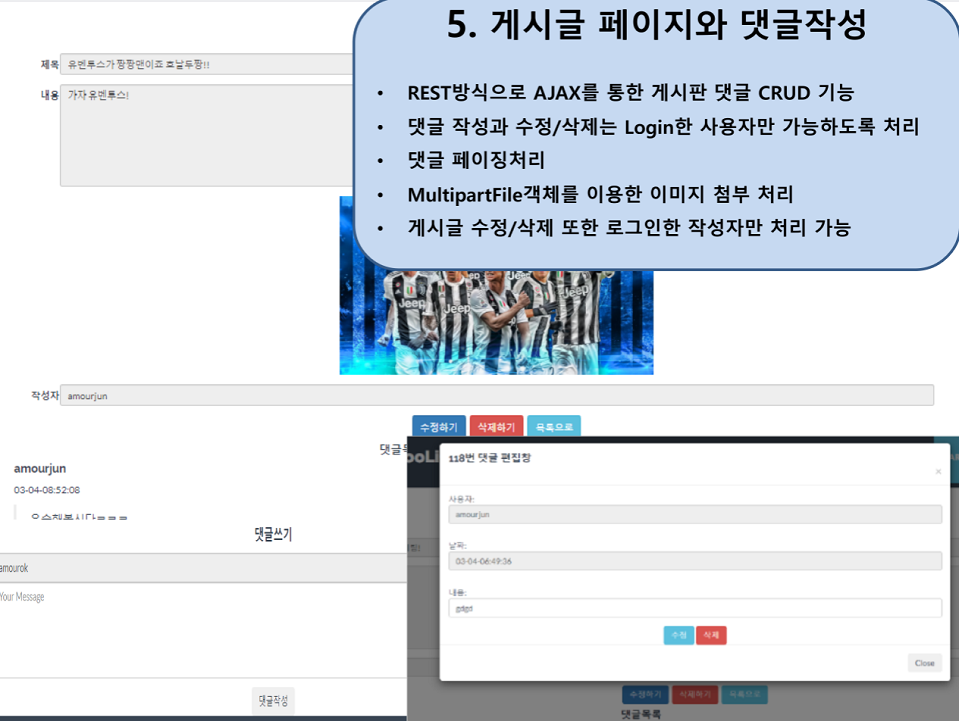 5. 게시글 페이지와 댓글작성
• REST방식으로 AJAX를 통한 게시판 댓글 CRUD 기능
• 댓글 작성과 수정/삭제는 Login한 사용자만 가능하도록 처리
• 댓글 페이징처리
• MultipartFile객체를 이용한 이미지 첨부 처리
• 게시글 수정/삭제 또한 로그인한 작성자만 처리 가능
제목 유벤투스가 짱짱맨이죠 호날두짱!!
내용 가자 유벤투스!
Jeep Jeep Jeep
작성자 amourjun
수정하기 삭제하기 목록으로
amourjun
03-04-08:52:08
댓글쓰기
amourok
Your Message
댓글작성
118번 댓글 편집창
×
사용자:
amourjun
날짜:
03-04-06:49:36
내용:
수정 삭제
Close
수정하기 삭제하기 목록으로
댓글목록